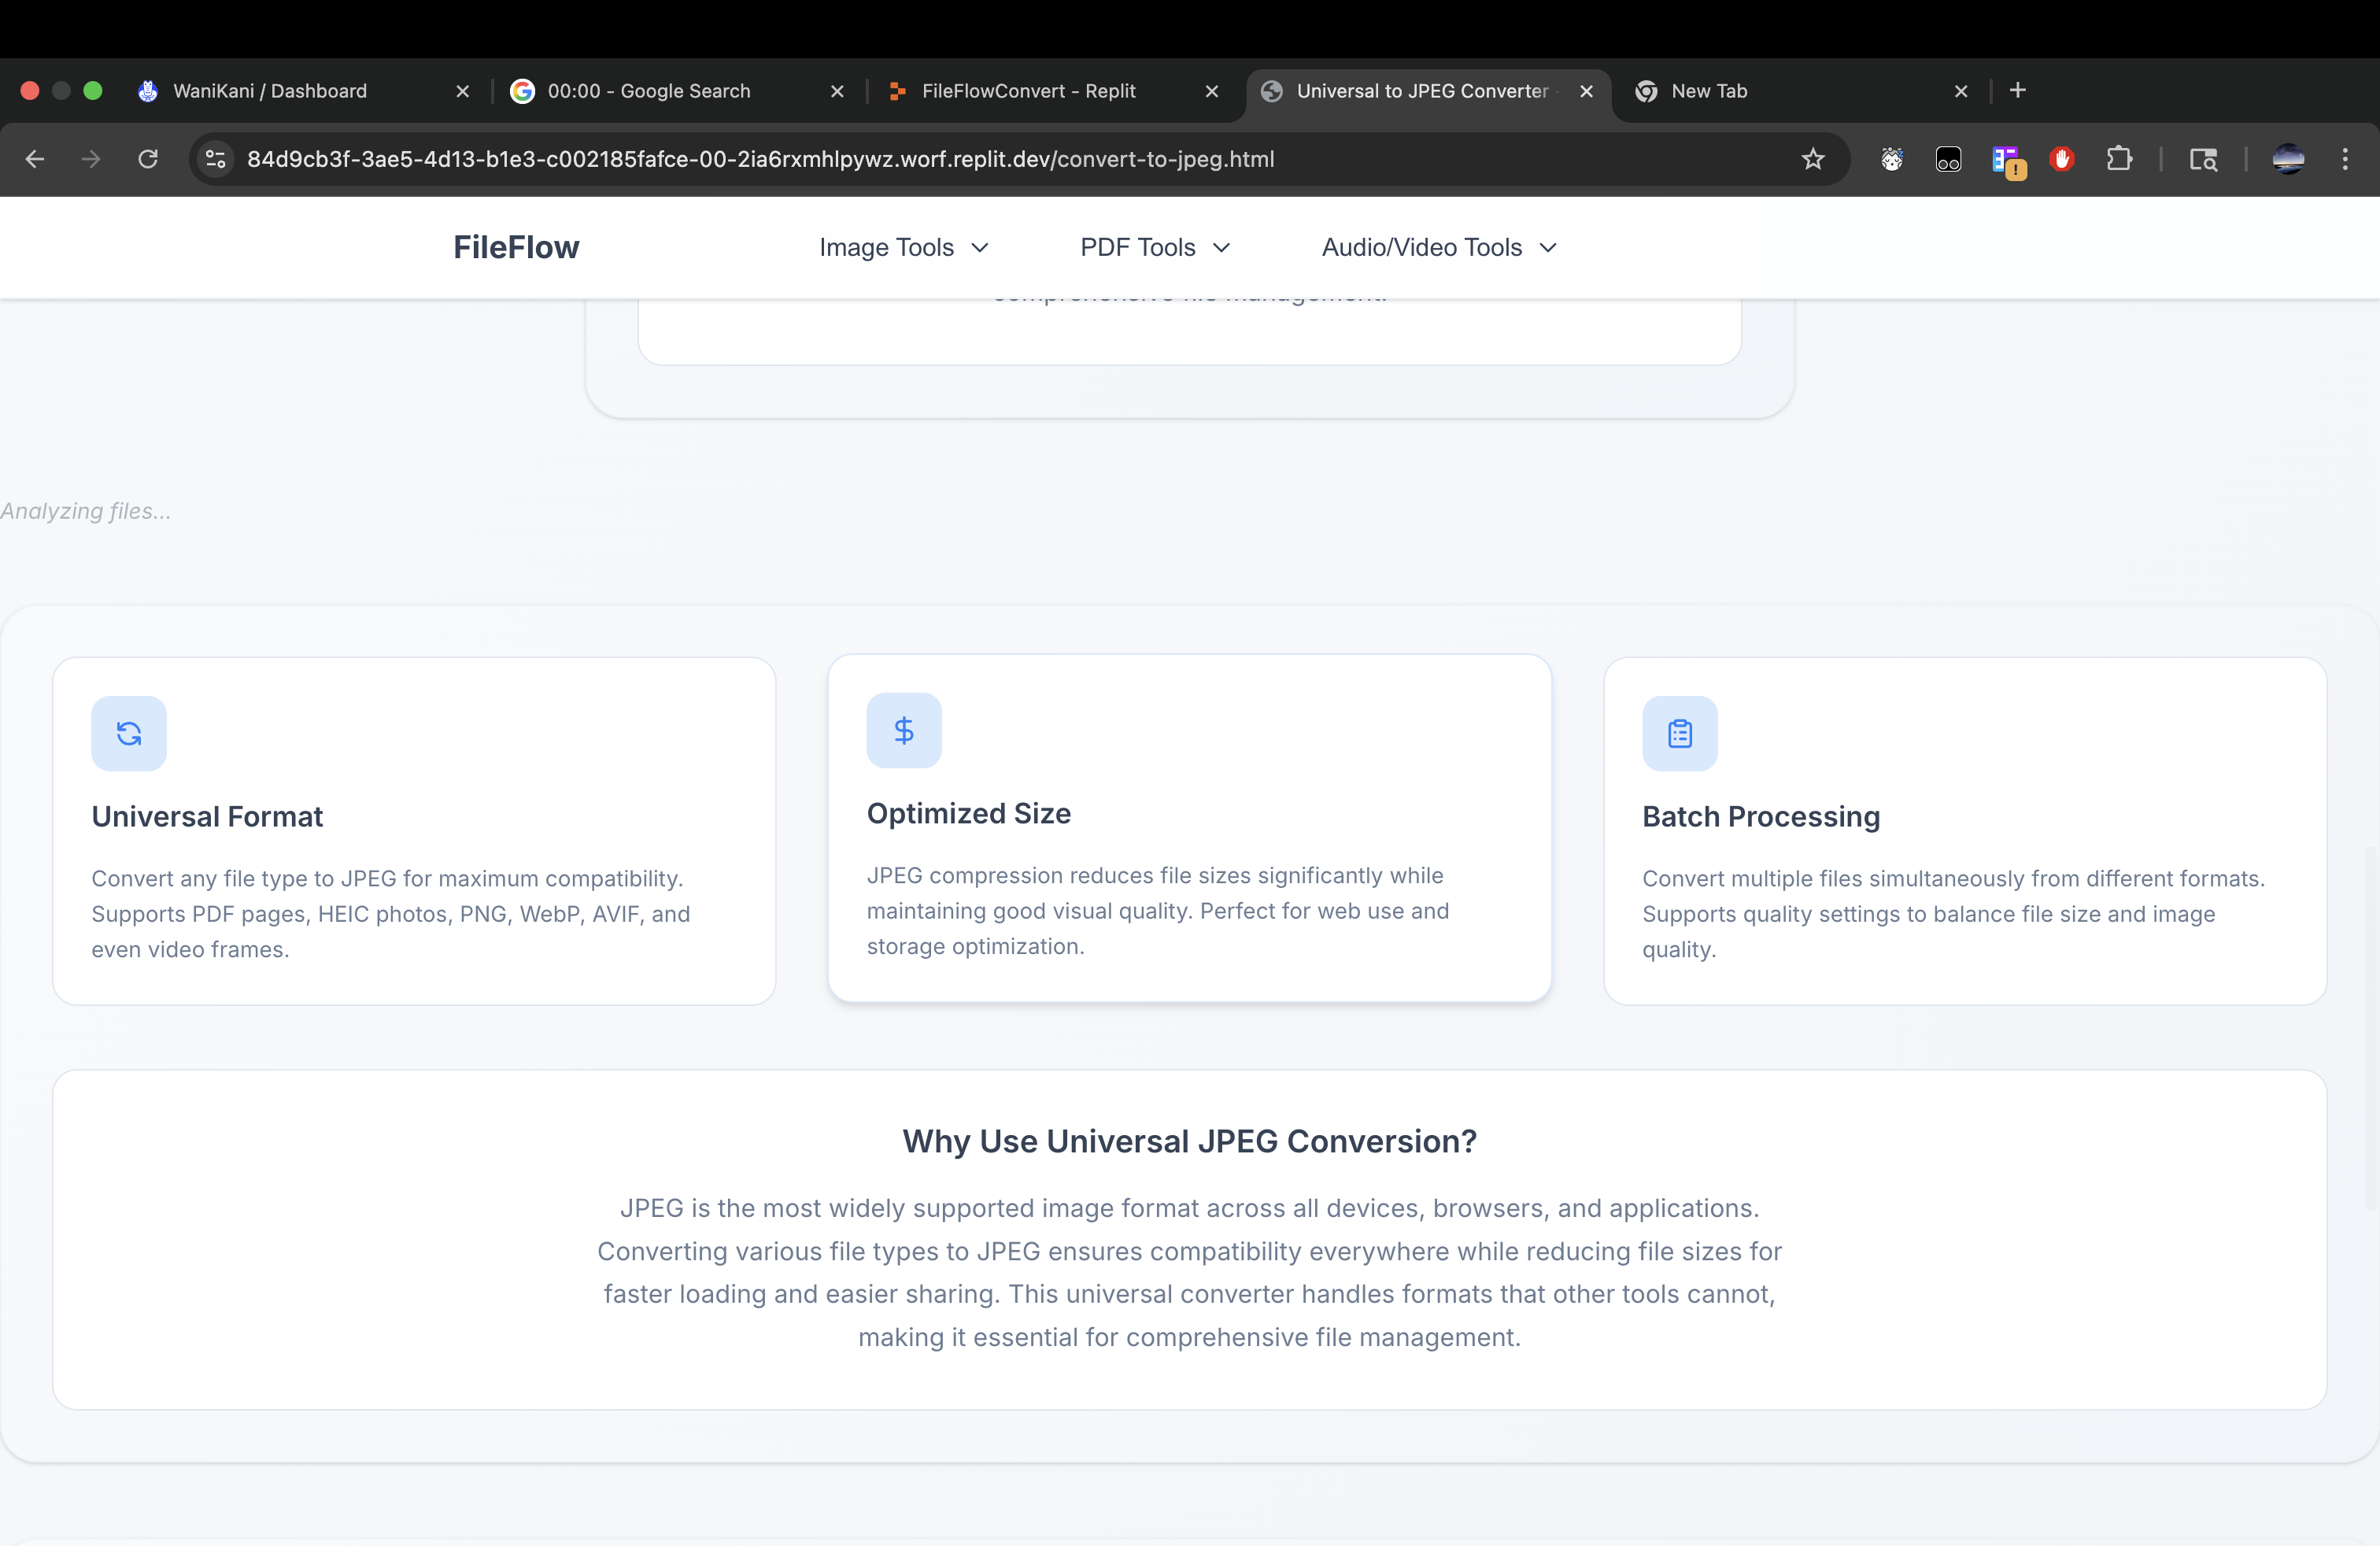 WaniKani / Dashboard
00:00 - Google Search
FileFlowConvert - Replit
Universal to JPEG Converter -
New Tab
84d9cb3f-3ae5-4d13-b1e3-c002185fafce-00-2ia6rxmhlpywz.worf.replit.dev/convert-to-jpeg.html
FileFlow
Image Tools
PDF Tools
Audio/Video Tools
comprehensive file management.
Analyzing files...
Universal Format
Convert any file type to JPEG for maximum compatibility.
Supports PDF pages, HEIC photos, PNG, WebP, AVIF, and
even video frames.
Optimized Size
JPEG compression reduces file sizes significantly while
maintaining good visual quality. Perfect for web use and
storage optimization.
Batch Processing
Convert multiple files simultaneously from different formats.
Supports quality settings to balance file size and image
quality.
Why Use Universal JPEG Conversion?
JPEG is the most widely supported image format across all devices, browsers, and applications.
Converting various file types to JPEG ensures compatibility everywhere while reducing file sizes for
faster loading and easier sharing. This universal converter handles formats that other tools cannot,
making it essential for comprehensive file management.